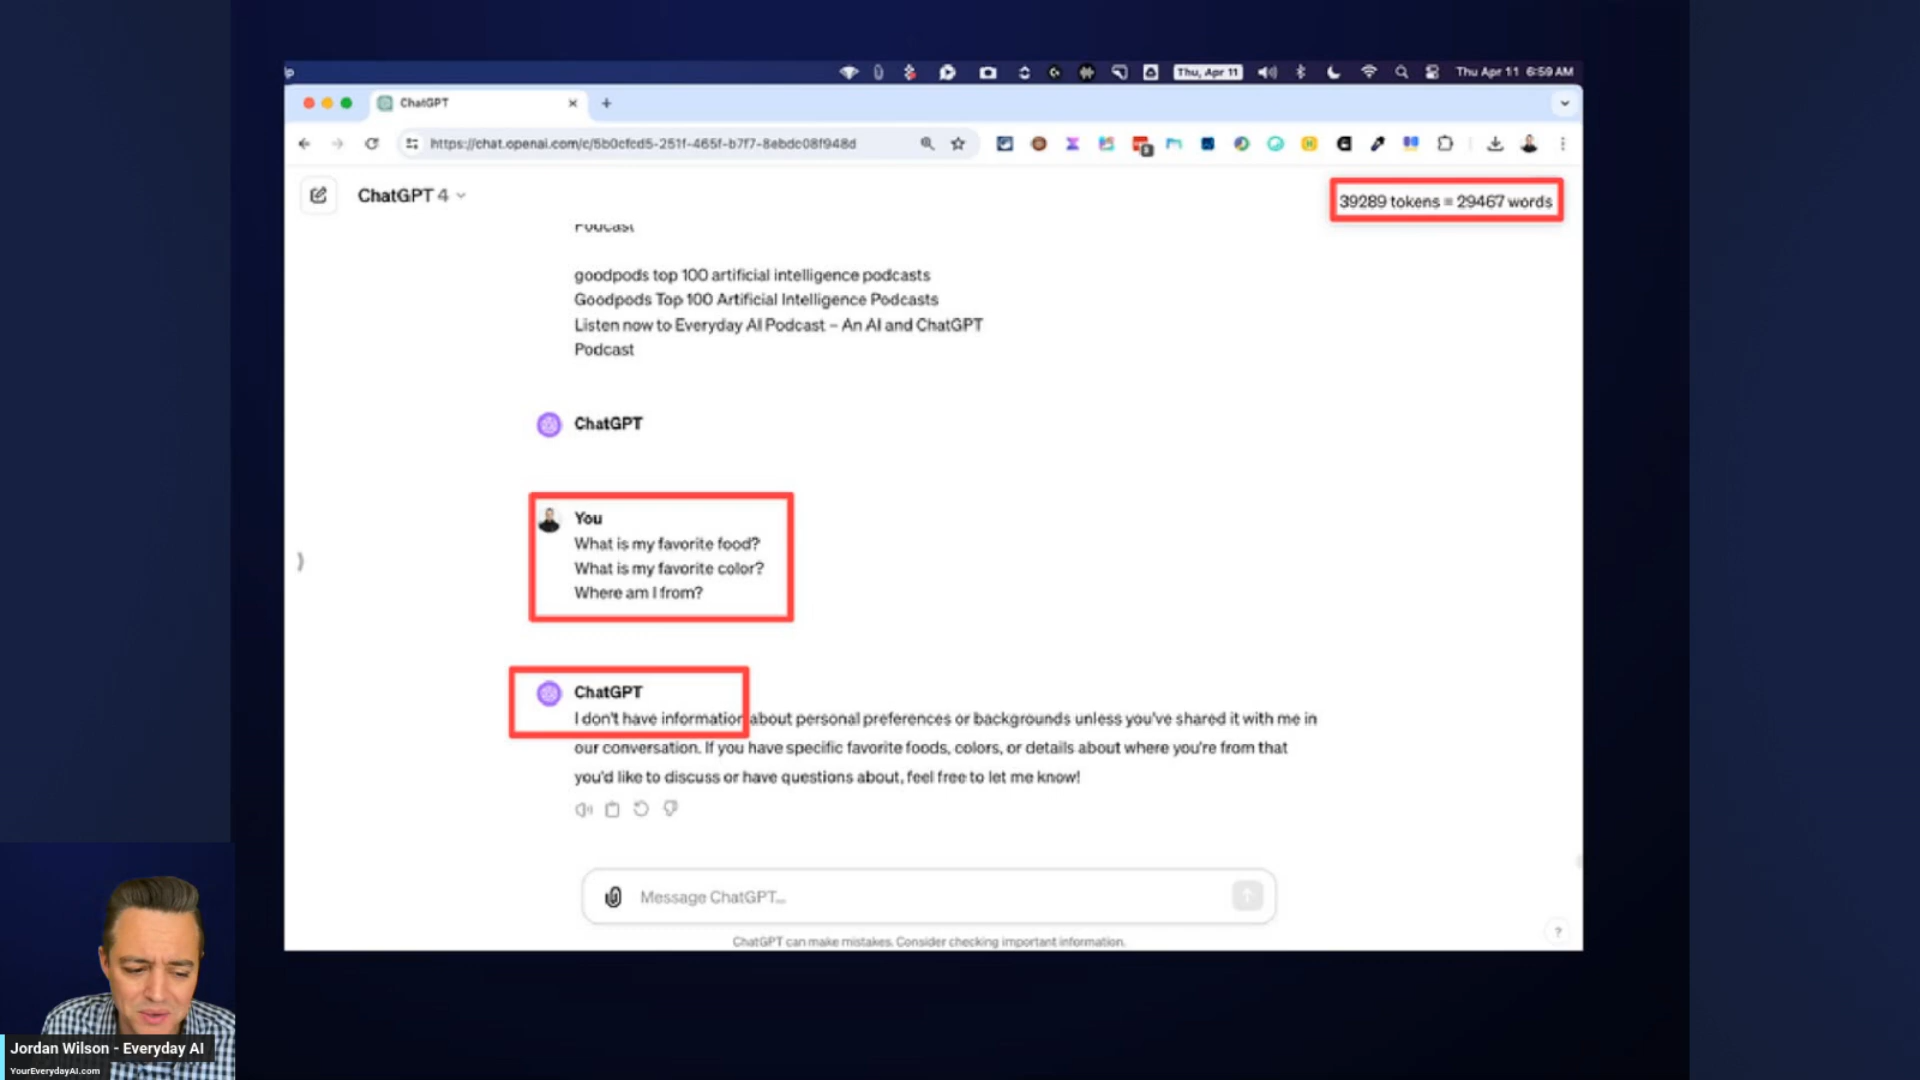 Thu, Apr 11
Thu Apr 11 6:59 AM
ChatGPT
https://chat.openai.com/c/5b0cfcd5-251f-465f-b7f7-8ebdc08f948d
ChatGPT 4
39289 tokens = 29467 words
Podcast
goodpods top 100 artificial intelligence podcasts
Goodpods Top 100 Artificial Intelligence Podcasts
Listen now to Everyday AI Podcast – An AI and ChatGPT
Podcast
ChatGPT
You
What is my favorite food?
What is my favorite color?
Where am I from?
ChatGPT
I don't have information about personal preferences or backgrounds unless you've shared it with me in
our conversation. If you have specific favorite foods, colors, or details about where you're from that
you'd like to discuss or have questions about, feel free to let me know!
Message ChatGPT...
ChatGPT can make mistakes. Consider checking important information.
?
Jordan Wilson - Everyday AI
YourEverydayAI.com